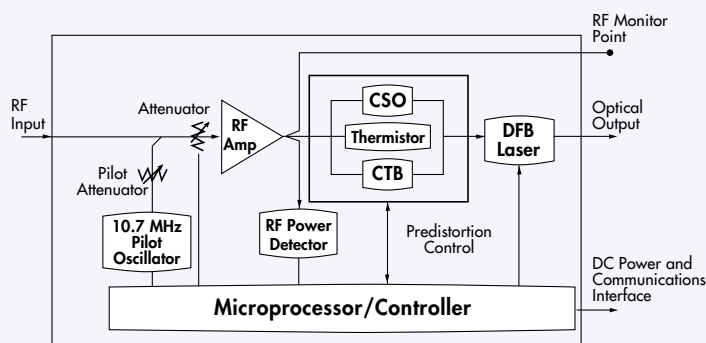 RF Monitor
Point
RF
Input
Attenuator
RF
Amp
CSO
Thermistor
CTB
DFB
Laser
Optical
Output
Pilot
Attenuator
10.7 MHz
Pilot
Oscillator
RF Power
Detector
Predistortion
Control
DC Power and
Communications
Interface
Microprocessor/Controller